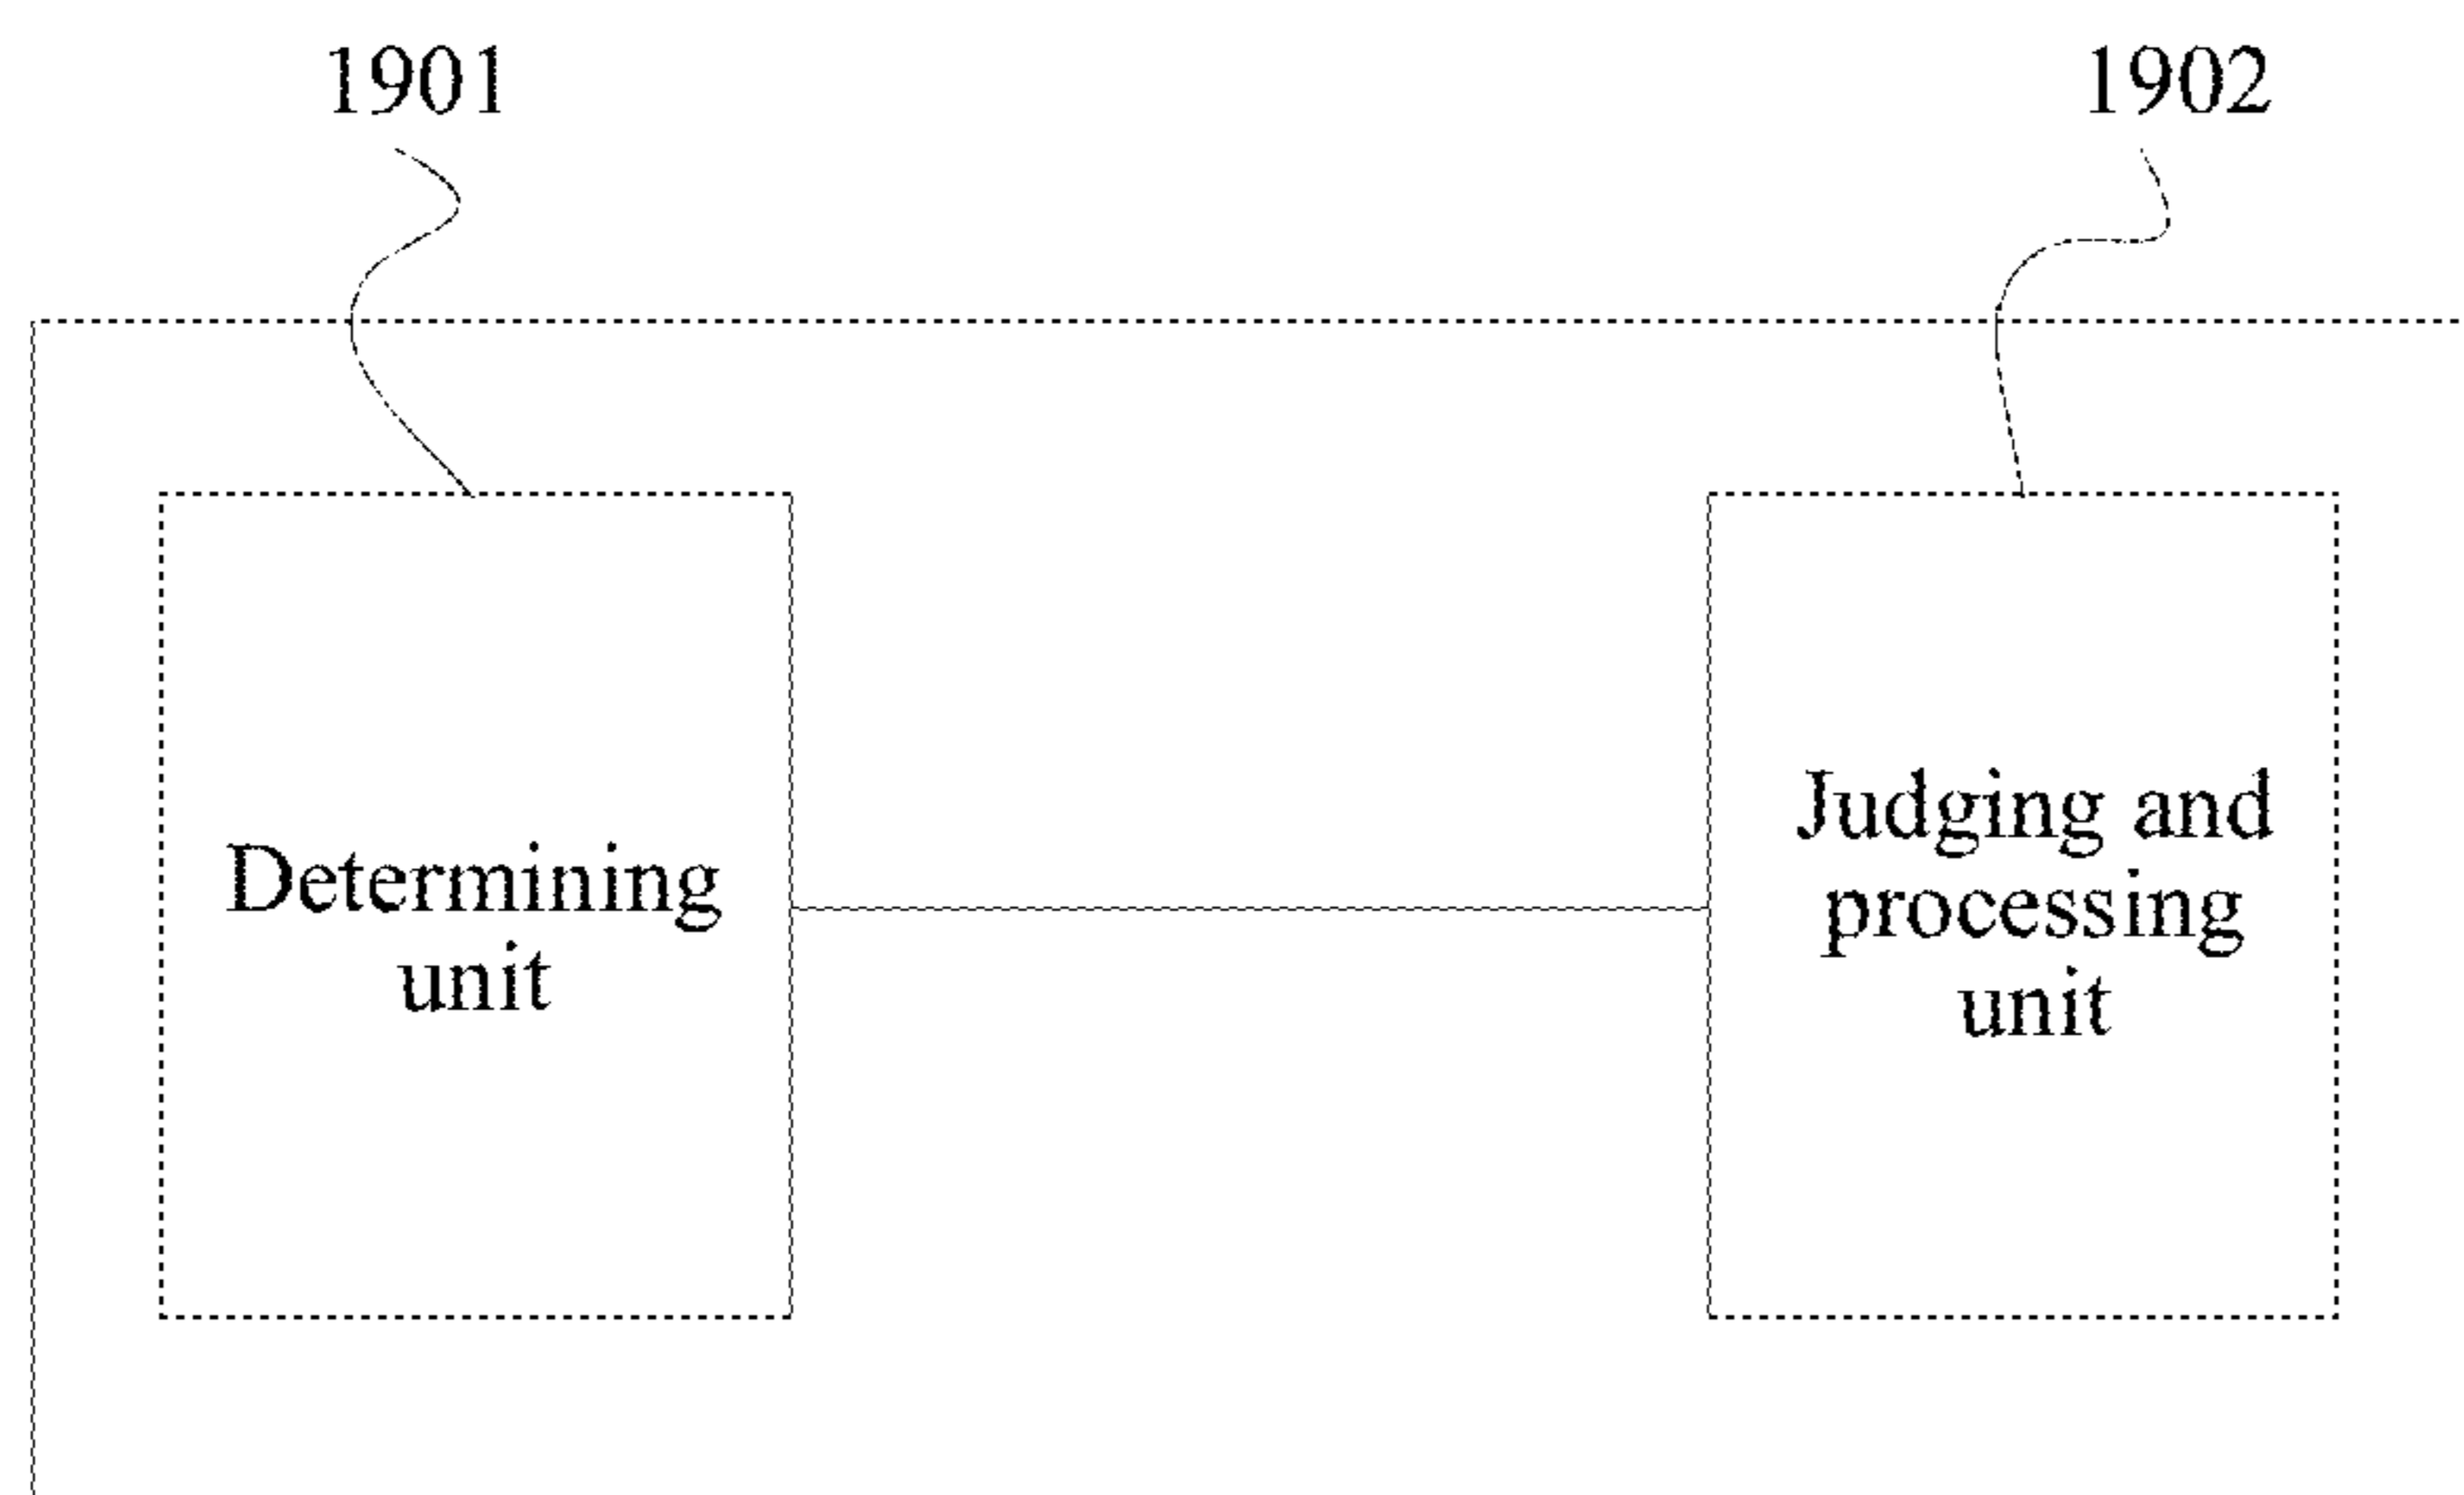 1901
1902
Determining
unit
Judging and
processing
unit